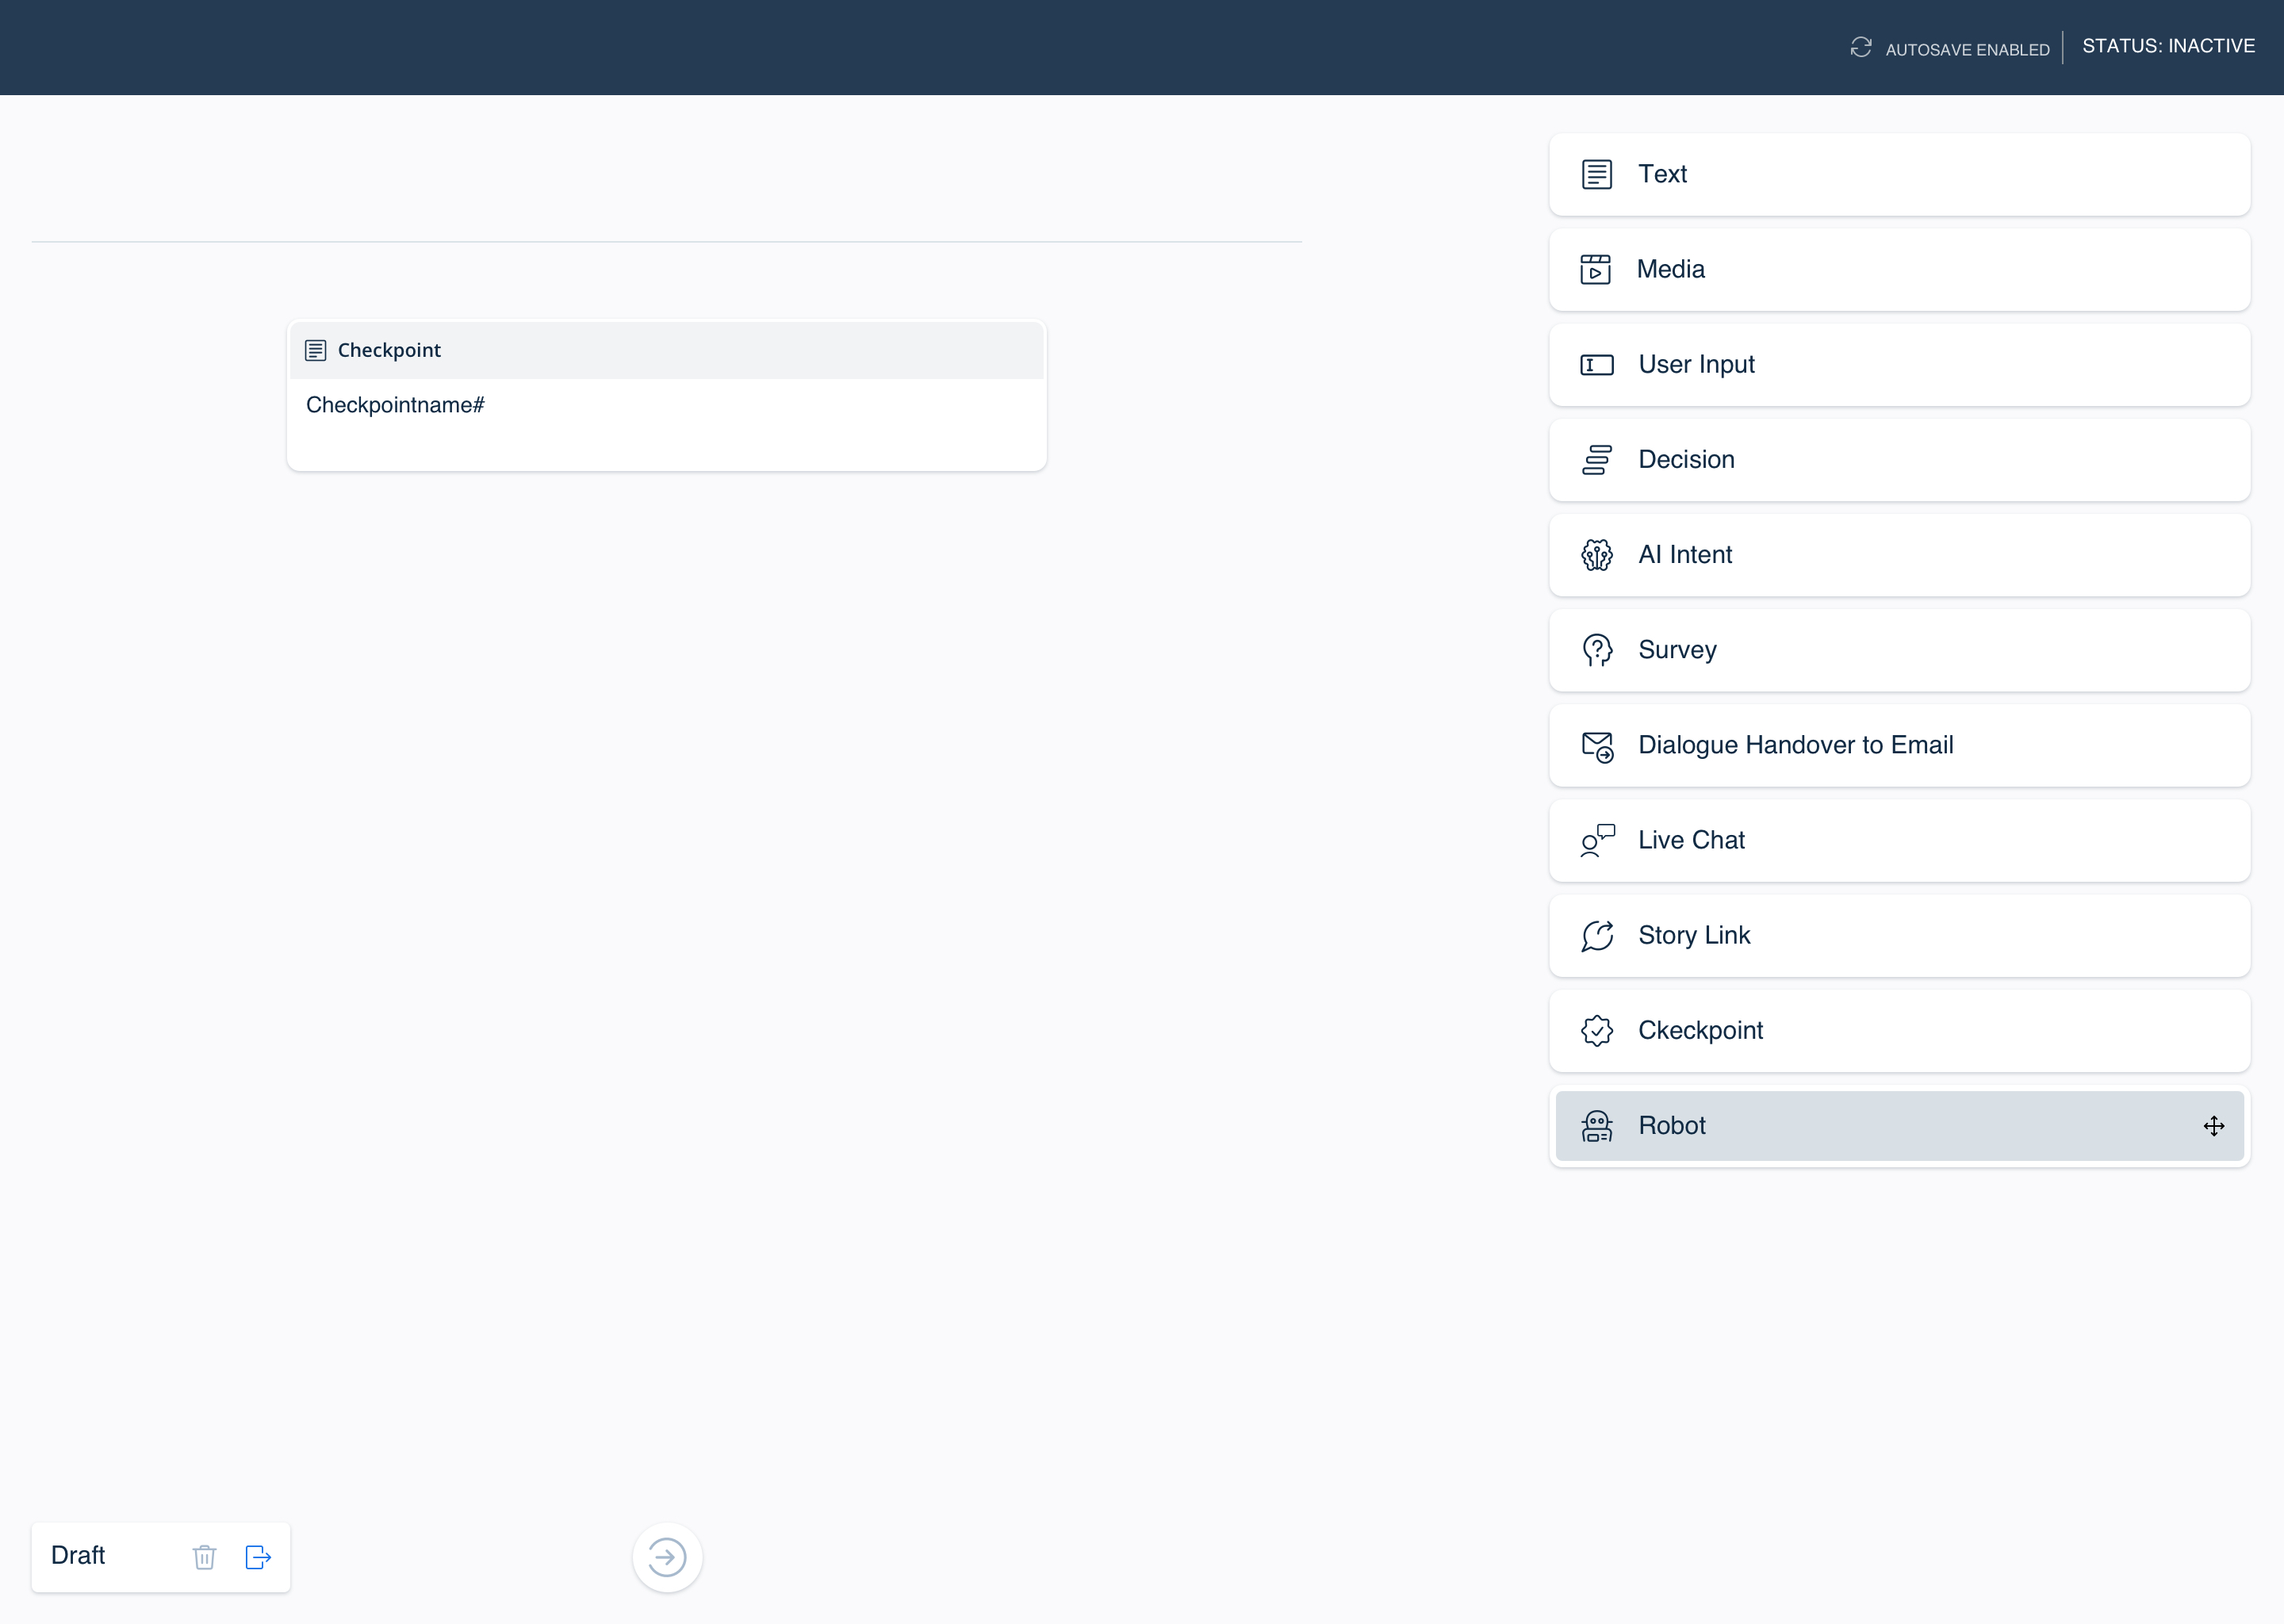 AUTOSAVE ENABLED
STATUS: INACTIVE
Checkpoint
Checkpointname#
Text
Media
User Input
Decision
AI Intent
Survey
Dialogue Handover to Email
Live Chat
Story Link
Ckeckpoint
Robot
Draft